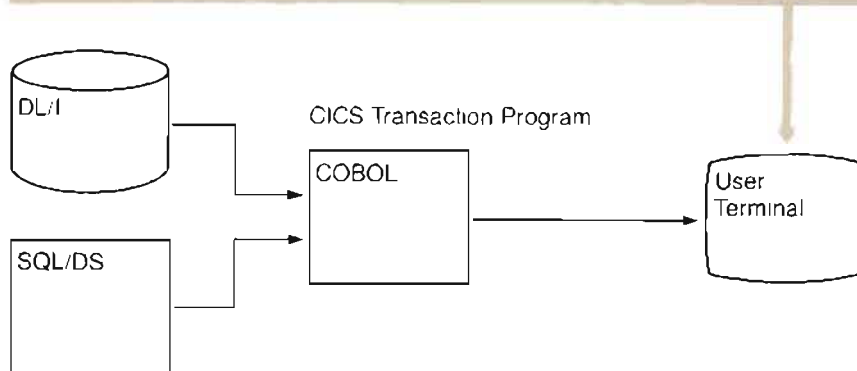 DL/I
CICS Transaction Program
COBOL
User
Terminal
SQL/DS